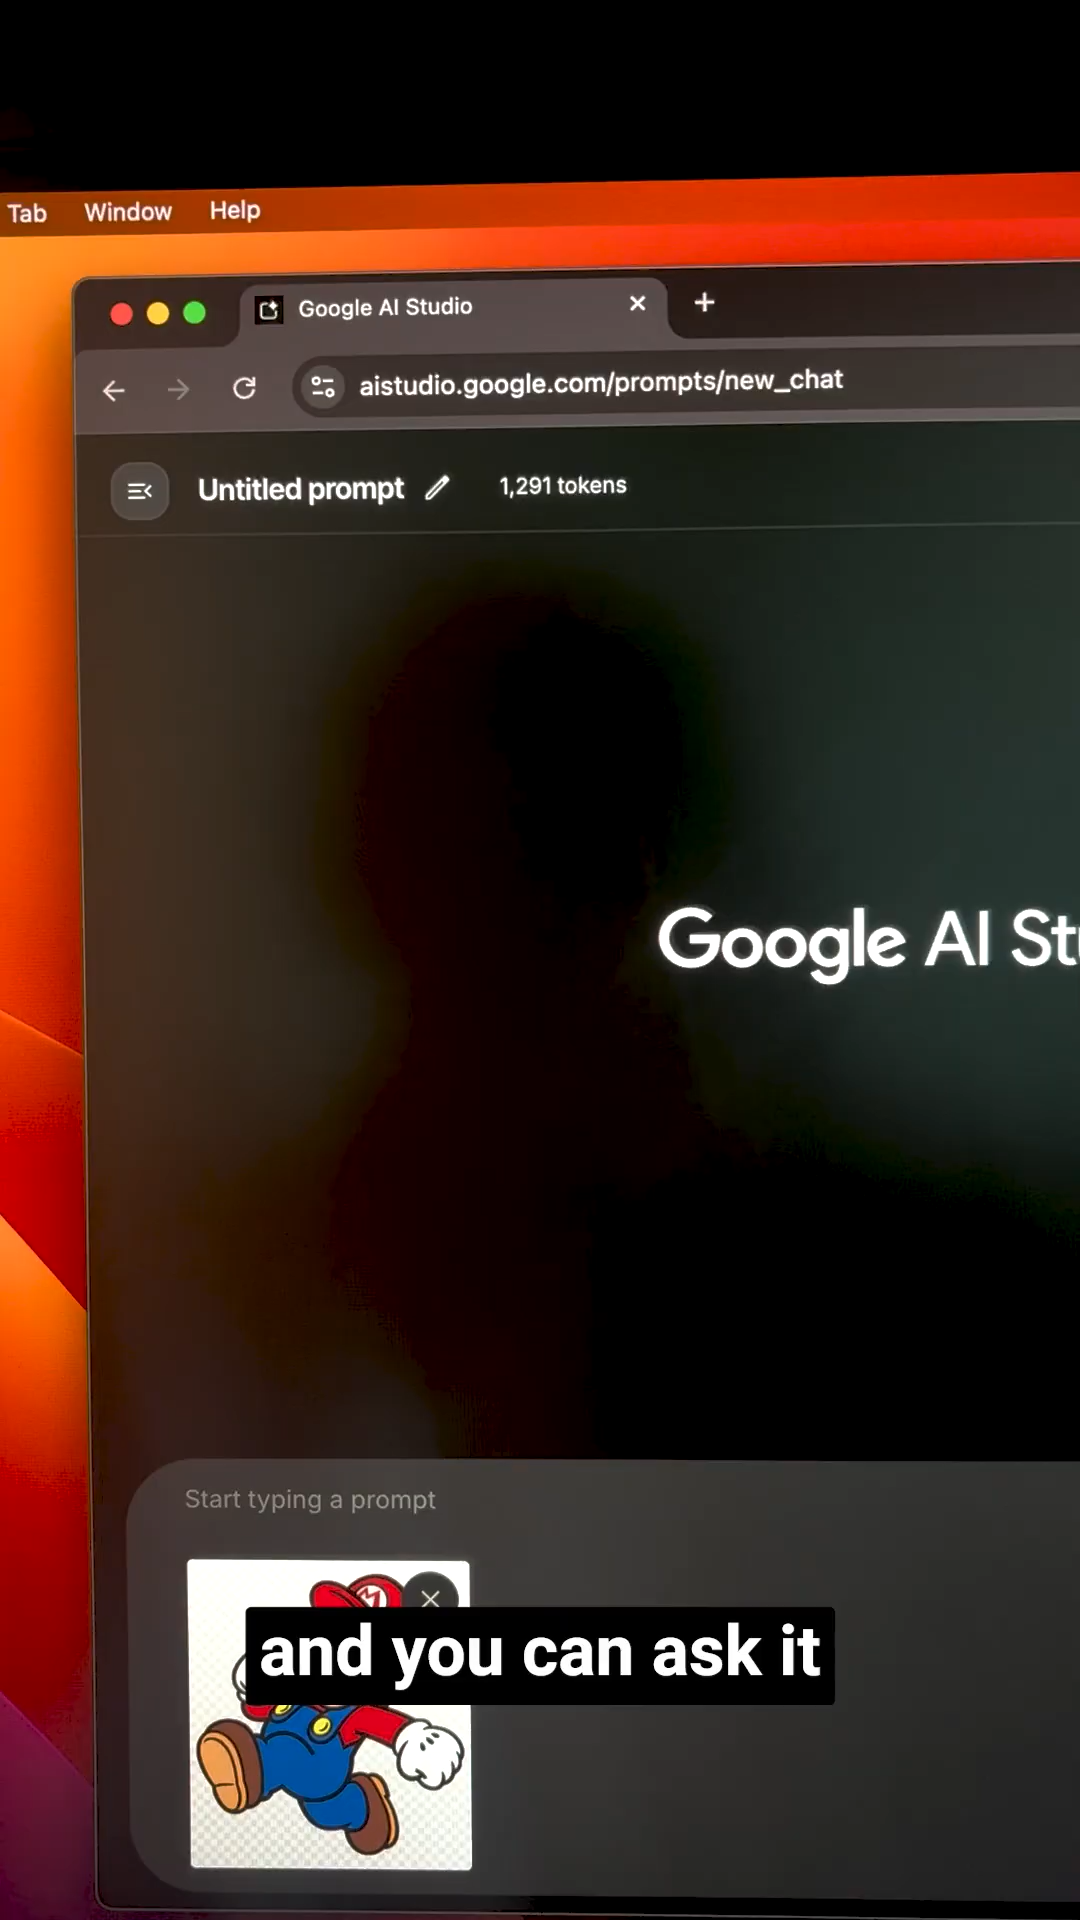 Tab Window Help
Google AI Studio
aistudio.google.com/prompts/new_chat
Untitled prompt 1,291 tokens
Google AI St
Start typing a prompt
M
and you can ask it